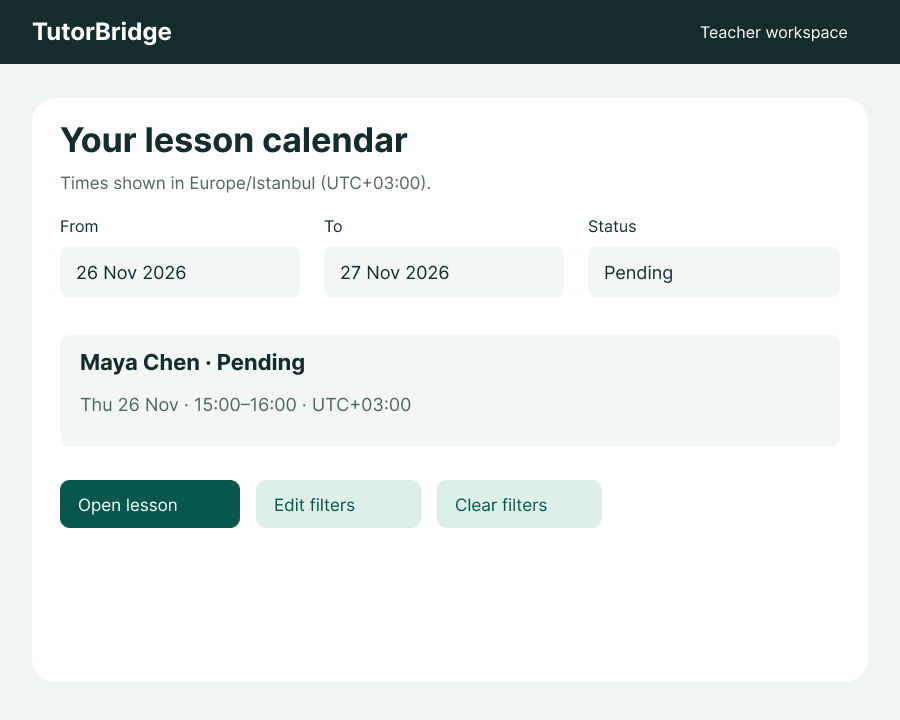 TutorBridge
Teacher workspace
Your lesson calendar
Times shown in Europe/Istanbul (UTC+03:00).
From
To
Status
26 Nov 2026
27 Nov 2026
Pending
Maya Chen · Pending
Thu 26 Nov · 15:00–16:00 · UTC+03:00
Open lesson
Edit filters
Clear filters